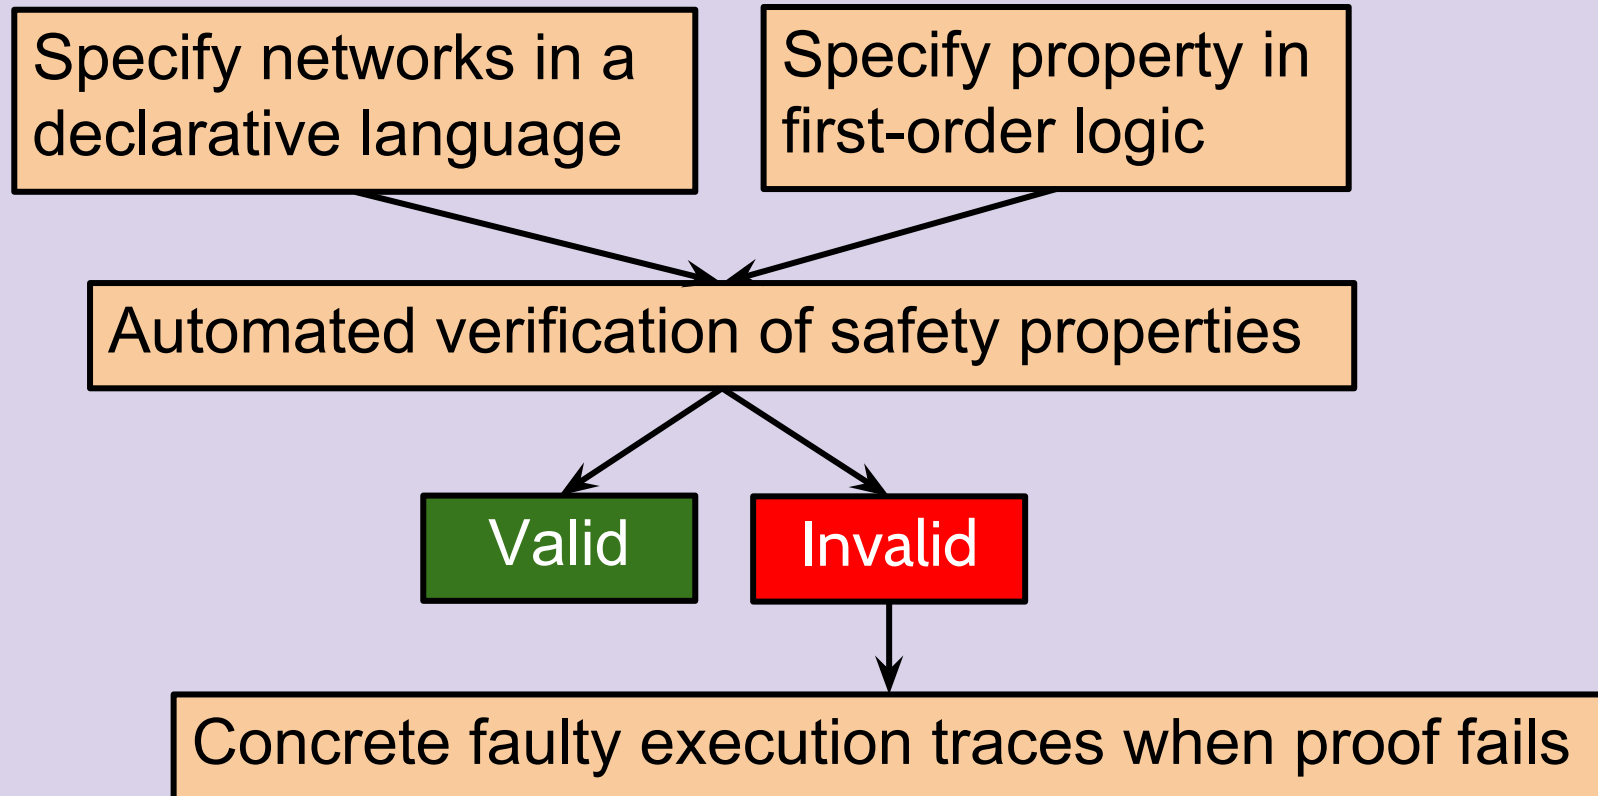 Specify networks in a
declarative language
Specify property in
first-order logic
Automated verification of safety properties
Valid
Invalid
Concrete faulty execution traces when proof fails